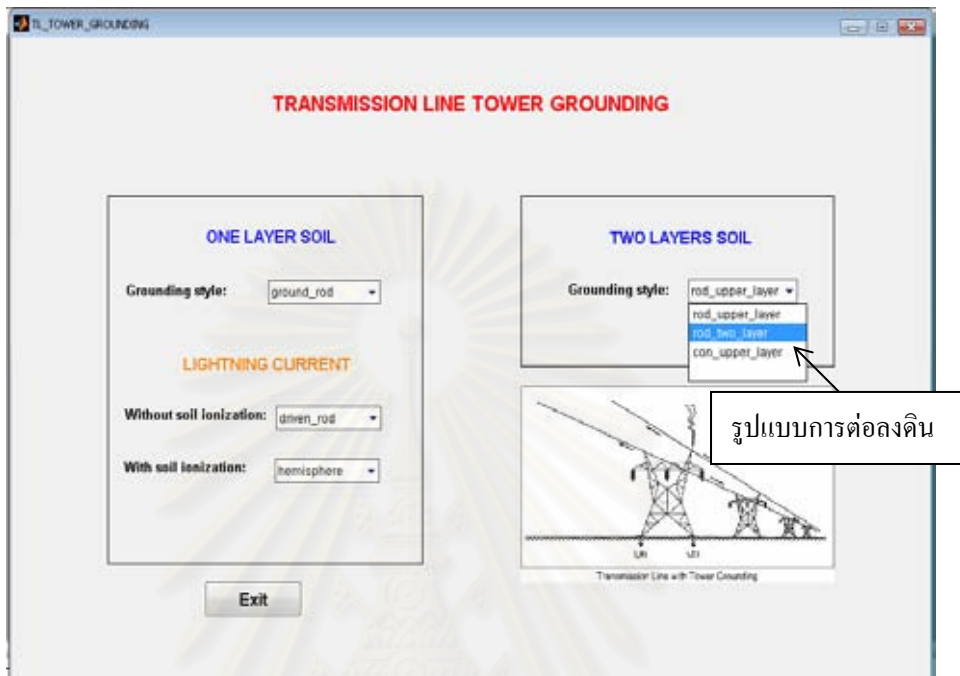 TL_TOWER_GROUNDING
TRANSMISSION LINE TOWER GROUNDING
ONE LAYER SOIL
Grounding style: ground_rod
LIGHTNING CURRENT
Without soil ionization: driven_rod
With soil ionization: hemisphere
Exit
TWO LAYERS SOIL
Grounding style: rod_upper_layer
rod_upper_layer
rod_two_layer
con_upper_layer
รูปแบบการต่อลงดิน
Transmission Line with Tower Grounding